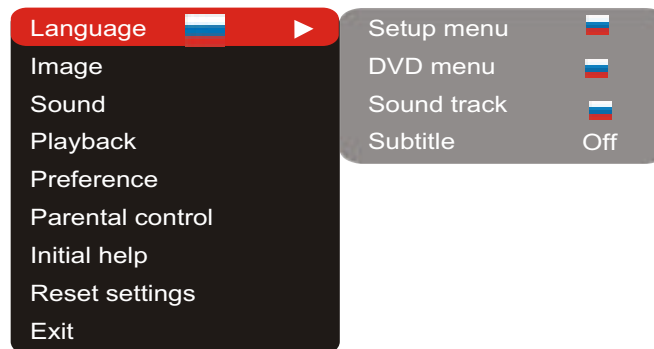 Language
Image
Sound
Playback
Preference
Parental control
Initial help
Reset settings
Exit
Setup menu
DVD menu
Sound track
Subtitle Off